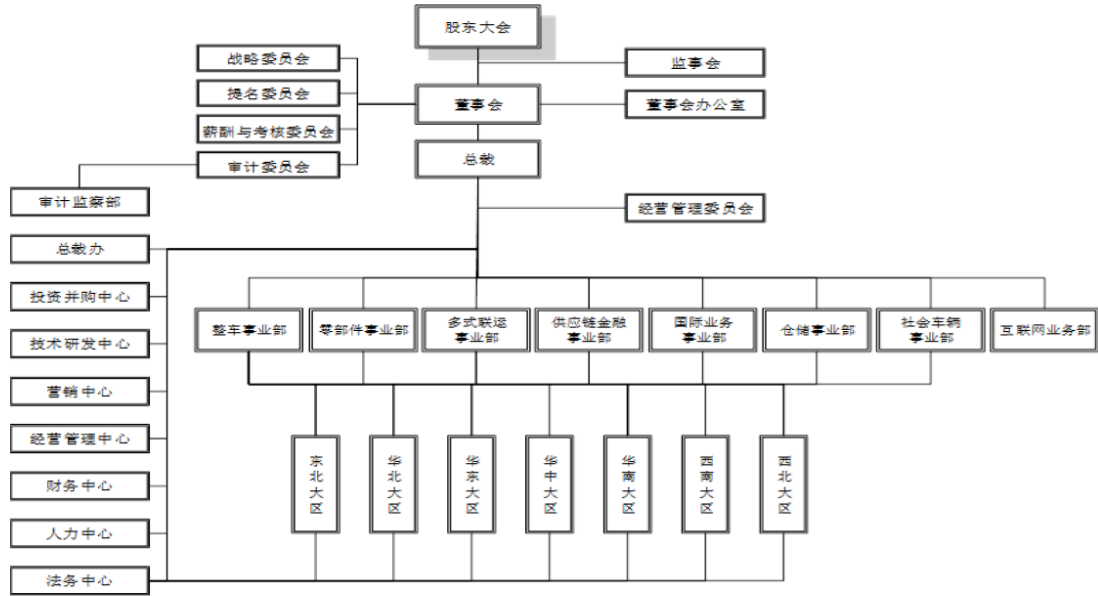 股东大会
战略委员会
监事会
提名委员会
董事会
董事会办公室
薪酬与考核委员会
审计委员会
总裁
审计监察部
经营管理委员会
总裁办
投资并购中心
技术研发中心
营销中心
经营管理中心
财务中心
人力中心
法务中心
整车事业部
零部件事业部
多式联运
事业部
供应链金融
事业部
国际业务
事业部
仓储事业部
社会车辆
事业部
互联网业务部
东北大区
华北大区
华东大区
华中大区
华南大区
西南大区
西北大区